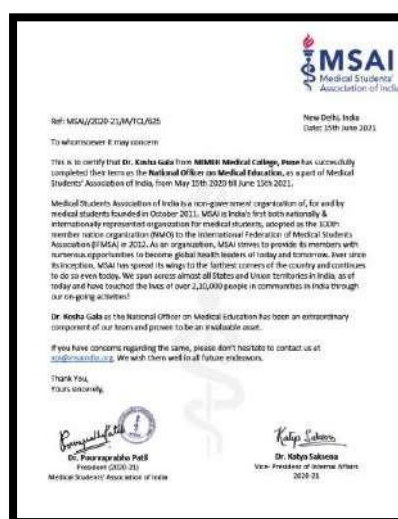 MSAI
Medical Students'
Association of India
New Delhi, India
Ref: MSAI/2020-21/IA/TCL/625
Date: 15th June 2021
To whomsoever it may concern
This is to certify that Dr. Kosha Gala from MIMER Medical College, Pune has successfully
completed their term as the National Officer on Medical Education, as a part of Medical
Students' Association of India, from May 15th 2020 till June 15th 2021.
Medical Students Association of India is a non-government organization of, for and by
medical students founded in October 2011. MSAI is India's first both nationally &
internationally represented organization for medical students, adopted as the 100th
member nation organization (NMO) to the International Federation of Medical Students
Association (IFMSA) in 2012. As an organization, MSAI strives to provide its members with
numerous opportunities to become global health leaders of today and tomorrow. Ever since
its inception, MSAI has spread its wings to the farthest corners of the country and continues
to do so even today. We span across almost all States and Union territories in India, as of
today and have touched the lives of over 2,10,000 people in communities in India through
our on-going activities!
Dr. Kosha Gala as the National Officer on Medical Education has been an extraordinary
component of our team and proven to be an invaluable asset.
If you have concerns regarding the same, please don't hesitate to contact us at
We wish them well in all future endeavors.
Thank You,
Yours sincerely,
Dr. Pourvaprabha Patil
President (2020-21)
Medical Students' Association of India
Katya Saksena
Dr. Katya Saksena
Vice- President of Internal Affairs
2020-21